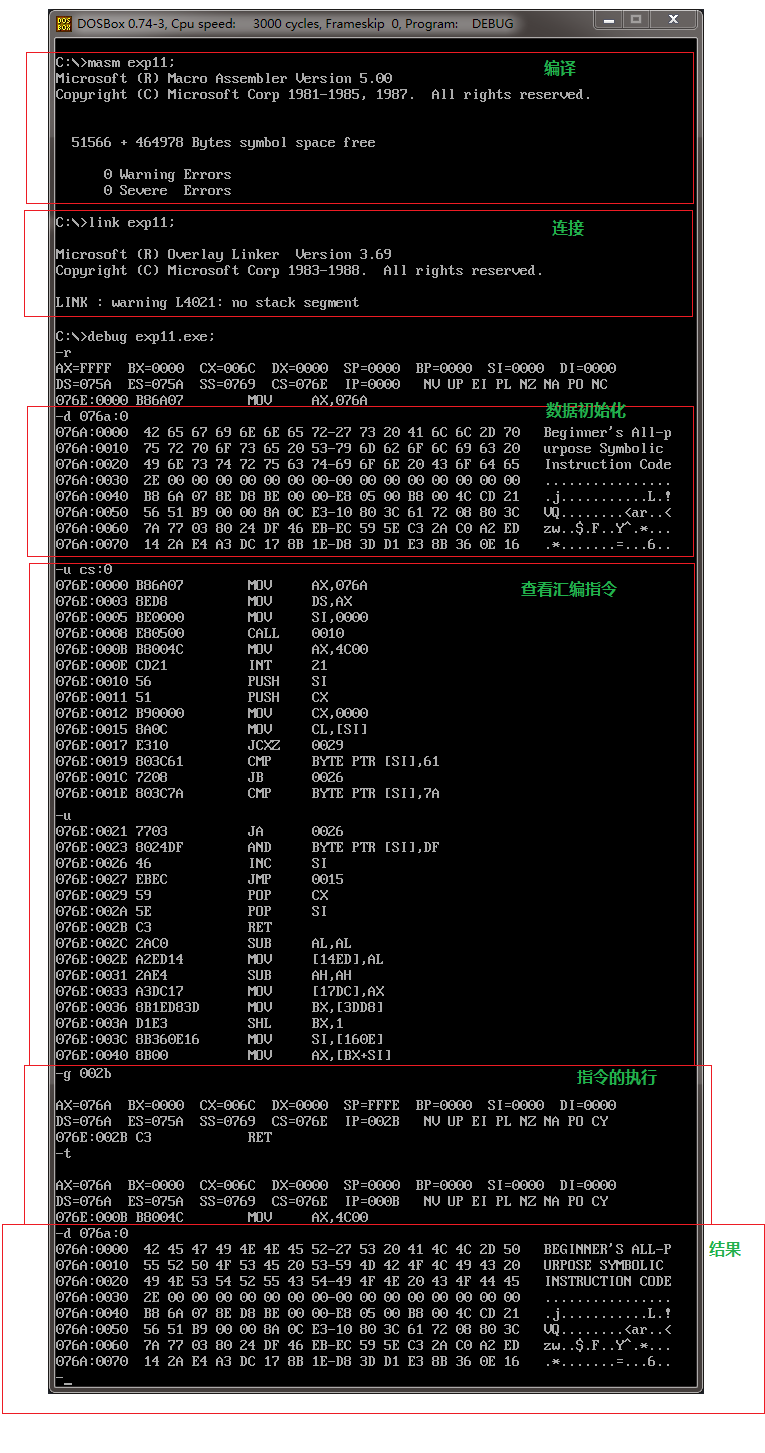 DOSBox 0.74-3, Cpu speed: 3000 cycles, Frameskip 0, Program: DEBUG
C:\>masm exp11;
编译
Microsoft (R) Macro Assembler Version 5.00
Copyright (C) Microsoft Corp 1981-1985, 1987.  All rights reserved.
51566 + 464978 Bytes symbol space free
0 Warning Errors
0 Severe  Errors
C:\>link exp11;
连接
Microsoft (R) Overlay Linker  Version 3.69
Copyright (C) Microsoft Corp 1983-1988.  All rights reserved.
LINK : warning L4021: no stack segment
C:\>debug exp11.exe;
-r
AX=FFFF  BX=0000  CX=006C  DX=0000  SP=0000  BP=0000  SI=0000  DI=0000
DS=075A  ES=075A  SS=0769  CS=076E  IP=0000   NV UP EI PL NZ NA PO NC
076E:0000 B86A07        MOV     AX,076A
-d 076a:0
数据初始化
076A:0000  42 65 67 69 6E 6E 65 72-27 73 20 41 6C 6C 2D 70   Beginner's All-p
076A:0010  75 72 70 6F 73 65 20 53-79 6D 62 6F 6C 69 63 20   urpose Symbolic
076A:0020  49 6E 73 74 72 75 63 74-69 6F 6E 20 43 6F 64 65   Instruction Code
076A:0030  2E 00 00 00 00 00 00 00-00 00 00 00 00 00 00 00   ................
076A:0040  B8 6A 07 8E D8 BE 00 00-E8 05 00 B8 00 4C CD 21   .j...........L.!
076A:0050  56 51 B9 00 00 8A 0C E3-10 80 3C 61 72 08 80 3C   VQ........<ar..<
076A:0060  7A 77 03 80 24 DF 46 EB-EC 59 5E C3 2A C0 A2 ED   zw..$.F..Y^.*...
076A:0070  14 2A E4 A3 DC 17 8B 1E-D8 3D D1 E3 8B 36 0E 16   .*.......=...6..
-u cs:0
查看汇编指令
076E:0000 B86A07        MOV     AX,076A
076E:0003 8ED8          MOV     DS,AX
076E:0005 BE0000        MOV     SI,0000
076E:0008 E80500        CALL    0010
076E:000B B8004C        MOV     AX,4C00
076E:000E CD21          INT     21
076E:0010 56            PUSH    SI
076E:0011 51            PUSH    CX
076E:0012 B90000        MOV     CX,0000
076E:0015 8A0C          MOV     CL,[SI]
076E:0017 E310          JCXZ    0029
076E:0019 803C61        CMP     BYTE PTR [SI],61
076E:001C 7208          JB      0026
076E:001E 803C7A        CMP     BYTE PTR [SI],7A
-u
076E:0021 7703          JA      0026
076E:0023 8024DF        AND     BYTE PTR [SI],DF
076E:0026 46            INC     SI
076E:0027 EBEC          JMP     0015
076E:0029 59            POP     CX
076E:002A 5E            POP     SI
076E:002B C3            RET
076E:002C 2AC0          SUB     AL,AL
076E:002E A2ED14        MOV     [14ED],AL
076E:0031 2AE4          SUB     AH,AH
076E:0033 A3DC17        MOV     [17DC],AX
076E:0036 8B1ED83D      MOV     BX,[3DD8]
076E:003A D1E3          SHL     BX,1
076E:003C 8B360E16      MOV     SI,[160E]
076E:0040 8B00          MOV     AX,[BX+SI]
-g 002b
指令的执行
AX=076A  BX=0000  CX=006C  DX=0000  SP=FFFE  BP=0000  SI=0000  DI=0000
DS=076A  ES=075A  SS=0769  CS=076E  IP=002B   NV UP EI PL NZ NA PO CY
076E:002B C3            RET
-t
AX=076A  BX=0000  CX=006C  DX=0000  SP=0000  BP=0000  SI=0000  DI=0000
DS=076A  ES=075A  SS=0769  CS=076E  IP=000B   NV UP EI PL NZ NA PO CY
076E:000B B8004C        MOV     AX,4C00
-d 076a:0
结果
076A:0000  42 45 47 49 4E 4E 45 52-27 53 20 41 4C 4C 2D 50   BEGINNER'S ALL-P
076A:0010  55 52 50 4F 53 45 20 53-59 4D 42 4F 4C 49 43 20   URPOSE SYMBOLIC
076A:0020  49 4E 53 54 52 55 43 54-49 4F 4E 20 43 4F 44 45   INSTRUCTION CODE
076A:0030  2E 00 00 00 00 00 00 00-00 00 00 00 00 00 00 00   ................
076A:0040  B8 6A 07 8E D8 BE 00 00-E8 05 00 B8 00 4C CD 21   .j...........L.!
076A:0050  56 51 B9 00 00 8A 0C E3-10 80 3C 61 72 08 80 3C   VQ........<ar..<
076A:0060  7A 77 03 80 24 DF 46 EB-EC 59 5E C3 2A C0 A2 ED   zw..$.F..Y^.*...
076A:0070  14 2A E4 A3 DC 17 8B 1E-D8 3D D1 E3 8B 36 0E 16   .*.......=...6..
-_